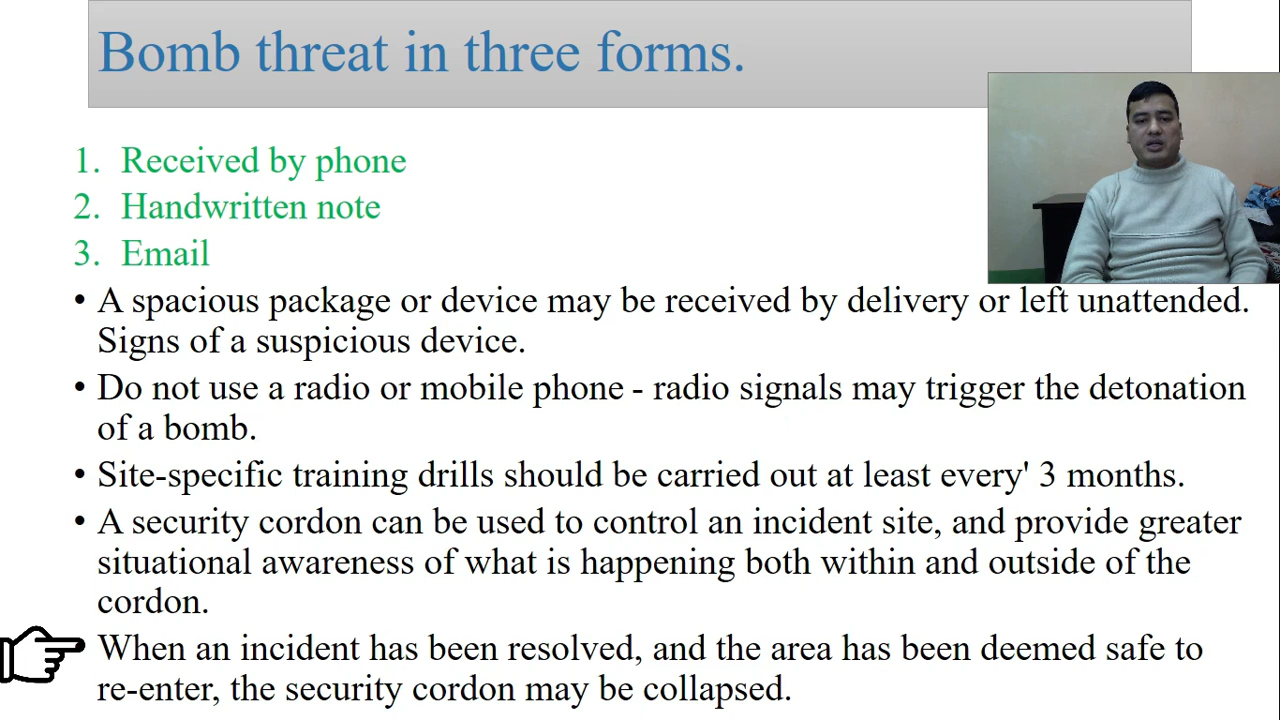 Bomb threat in three forms.
1. Received by phone
2. Handwritten note
3. Email
• A spacious package or device may be received by delivery or left unattended.
Signs of a suspicious device.
• Do not use a radio or mobile phone - radio signals may trigger the detonation
of a bomb.
• Site-specific training drills should be carried out at least every' 3 months.
• A security cordon can be used to control an incident site, and provide greater
situational awareness of what is happening both within and outside of the
cordon.
When an incident has been resolved, and the area has been deemed safe to
re-enter, the security cordon may be collapsed.